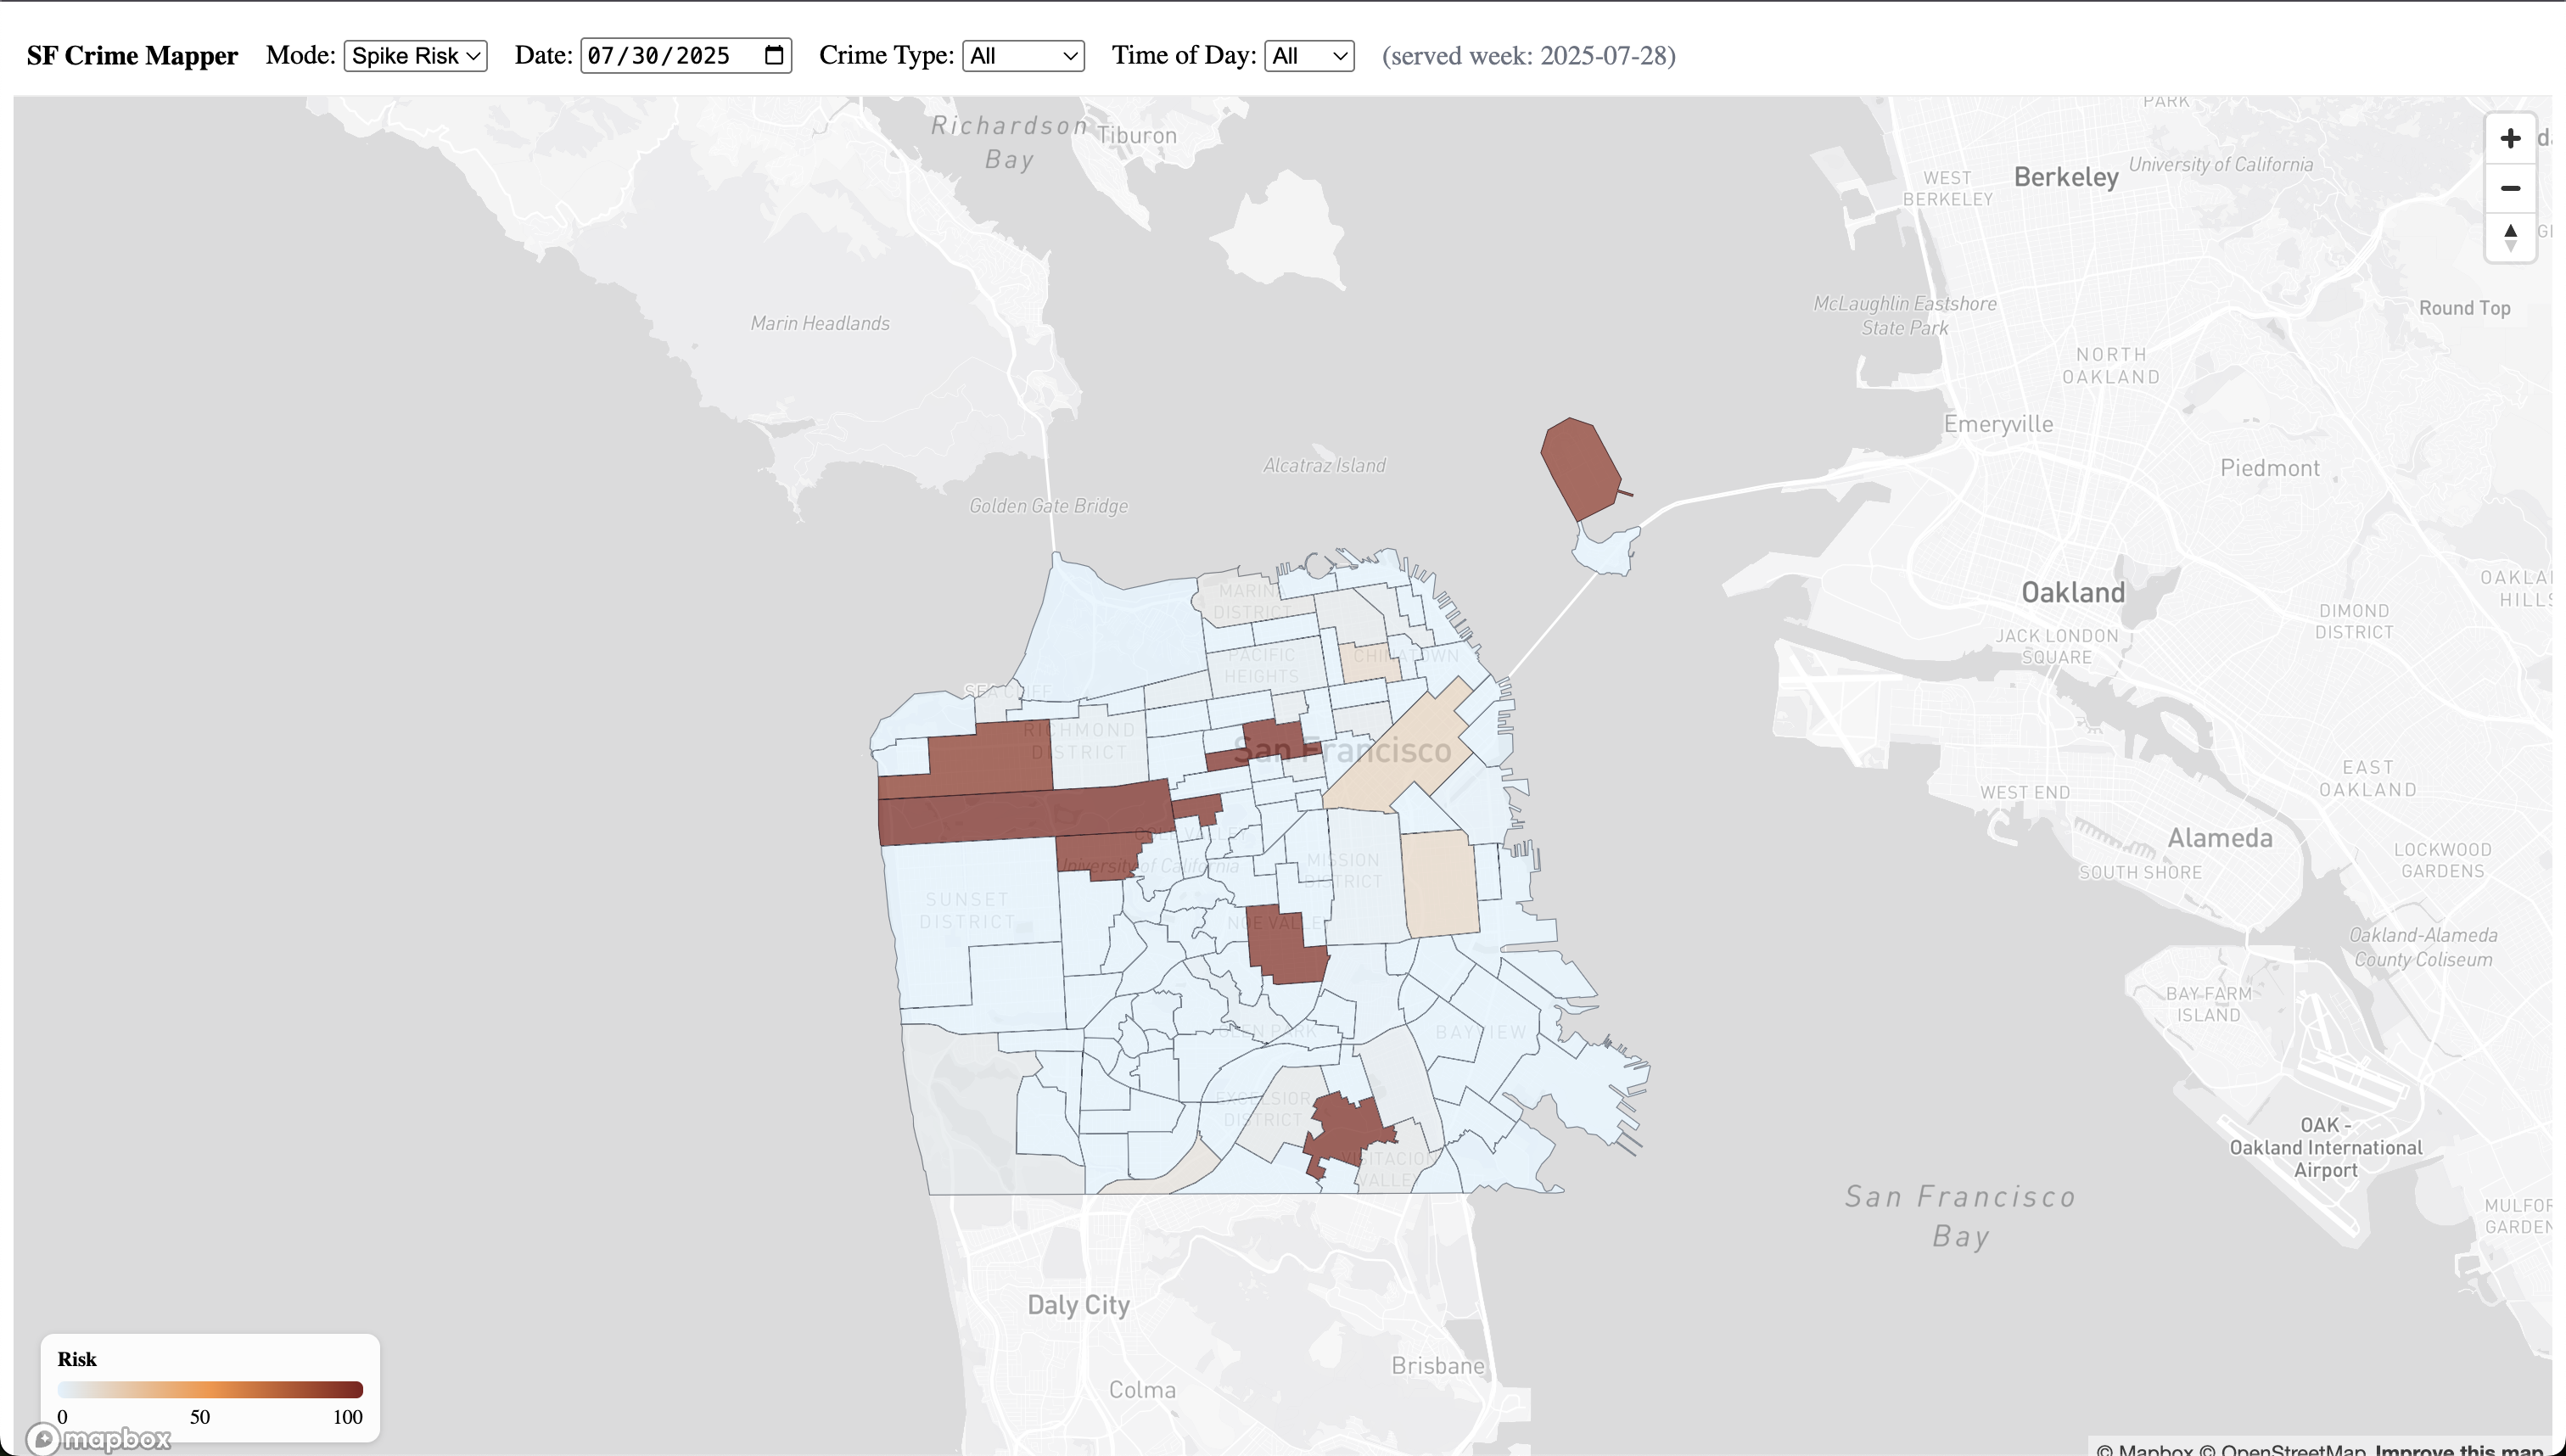 SF Crime Mapper Mode: Spike Risk Date: 07/30/2025 Crime Type: All Time of Day: All (served week: 2025-07-28)
PARK
Richardson
Bay
Tiburon
Berkeley
University of California
WEST
BERKELEY
Marin Headlands
McLaughlin Eastshore
State Park
Round Top
NORTH
OAKLAND
Emeryville
Alcatraz Island
Piedmont
Golden Gate Bridge
Oakland
DIMOND
DISTRICT
JACK LONDON
SQUARE
MARINA
DISTRICT
PACIFIC
HEIGHTS
CHINATOWN
SEA CLIFF
RICHMOND
DISTRICT
San Francisco
EAST
OAKLAND
WEST END
Alameda
COLE VALLEY
University of California
MISSION
DISTRICT
LOCKWOOD
GARDENS
SOUTH SHORE
SUNSET
DISTRICT
NOE VALLEY
Oakland-Alameda
County Coliseum
BAY FARM
ISLAND
GLEN PARK
BAYVIEW
EXCELSIOR
DISTRICT
OAK -
Oakland International
Airport
VISITACION
VALLEY
San Francisco
Bay
Daly City
Brisbane
Colma
Risk
0 50 100
mapbox
© Mapbox © OpenStreetMap Improve this map